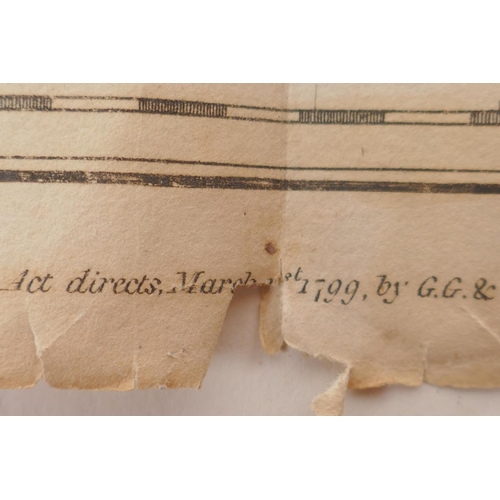 Act directs, March 1st 1799, by G.G. &